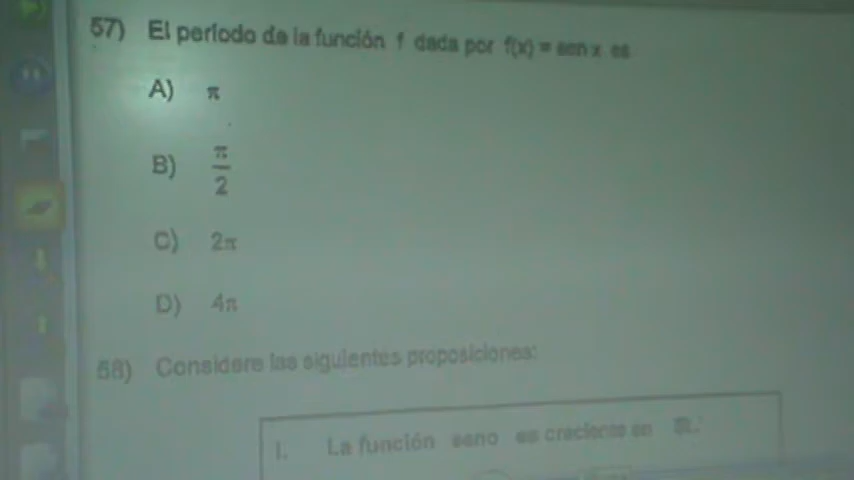 57) El período de la función f dada por f(x) = sen x es
A) π
B) π/2
C) 2π
D) 4π
58) Considere las siguientes proposiciones:
I. La función seno es creciente en ℝ.